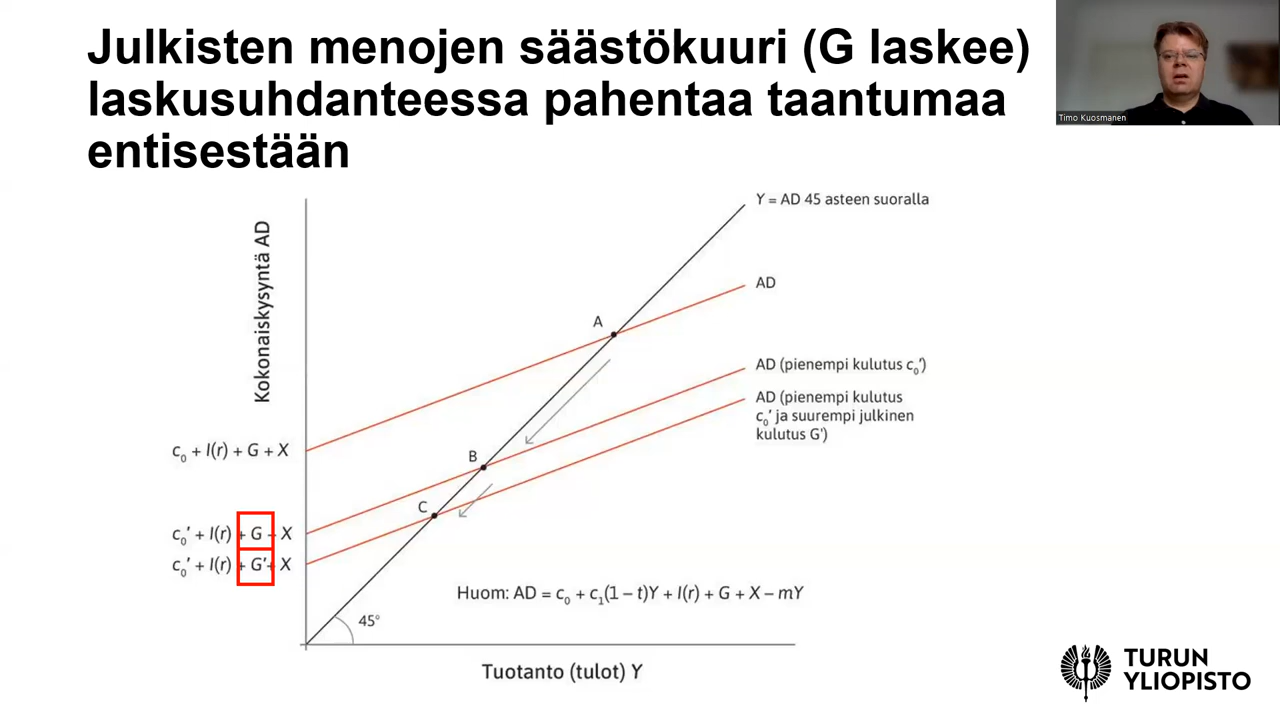 Julkisten menojen säästökuuri (G laskee)
laskusuhdanteessa pahentaa taantumaa
entisestään
Timo Kuosmanen
Kokonaiskysyntä AD
Y = AD 45 asteen suoralla
AD
A
AD (pienempi kulutus c₀')
AD (pienempi kulutus
c₀' ja suurempi julkinen
kulutus G')
c₀ + I(r) + G + X
B
C
c₀' + I(r) + G + X
c₀' + I(r) + G' + X
Huom: AD = c₀ + c₁(1 – t)Y + I(r) + G + X – mY
45°
Tuotanto (tulot) Y
TURUN
YLIOPISTO